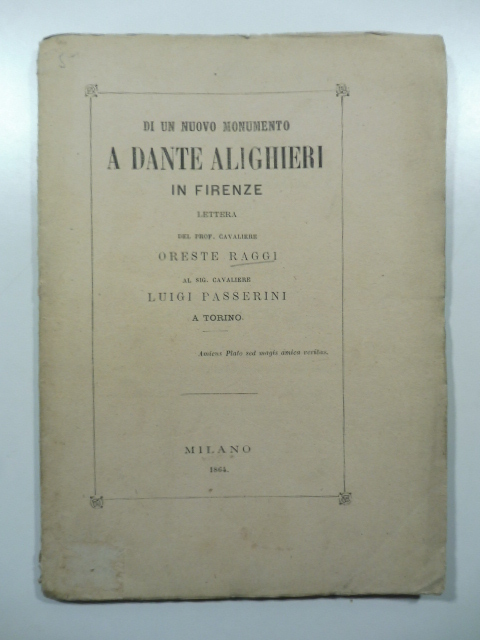 DI UN NUOVO MONUMENTO
A DANTE ALIGHIERI
IN FIRENZE
LETTERA
DEL PROF. CAVALIERE
ORESTE RAGGI
AL SIG. CAVALIERE
LUIGI PASSERINI
A TORINO.
Amicus Plato sed magis amica veritas.
MILANO
1864.